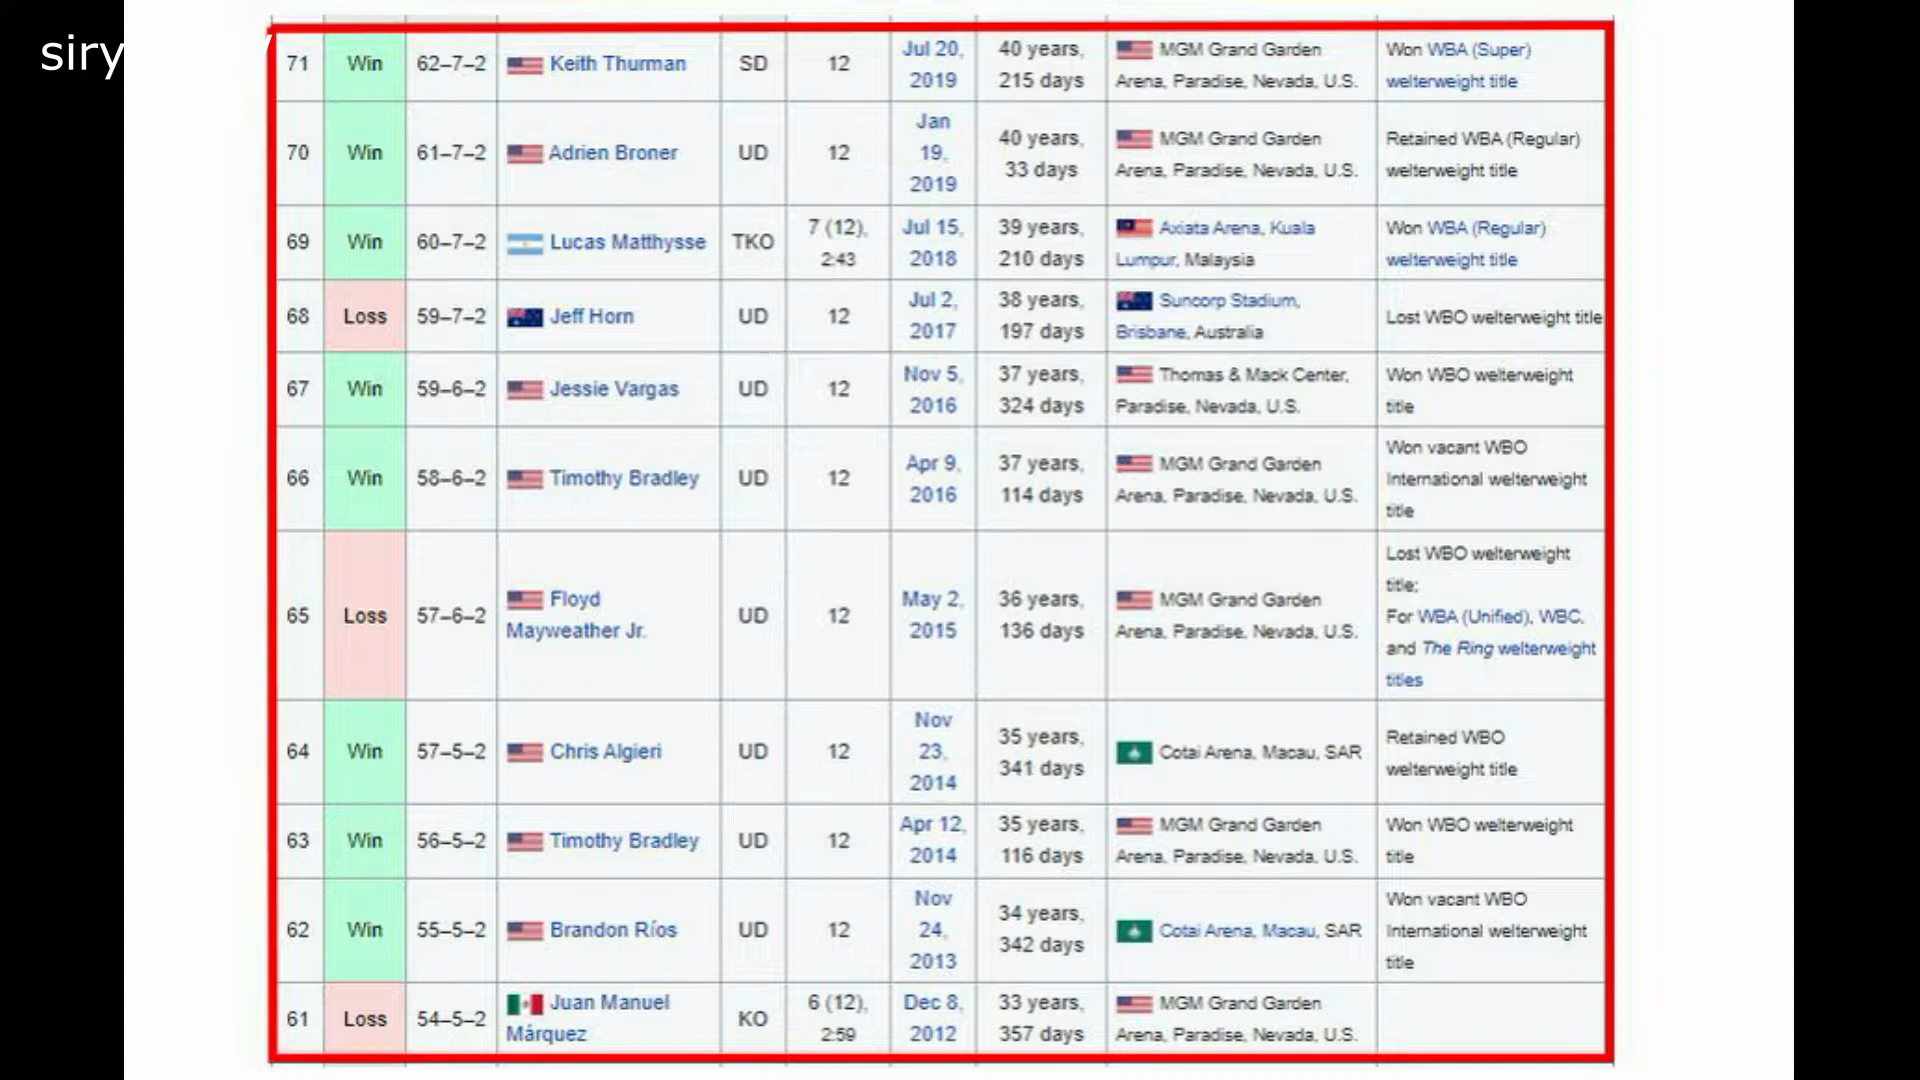 siry
71 Win 62–7–2 Keith Thurman SD 12 Jul 20, 2019 40 years, 215 days MGM Grand Garden Arena, Paradise, Nevada, U.S. Won WBA (Super) welterweight title
70 Win 61–7–2 Adrien Broner UD 12 Jan 19, 2019 40 years, 33 days MGM Grand Garden Arena, Paradise, Nevada, U.S. Retained WBA (Regular) welterweight title
69 Win 60–7–2 Lucas Matthysse TKO 7 (12), 2:43 Jul 15, 2018 39 years, 210 days Axiata Arena, Kuala Lumpur, Malaysia Won WBA (Regular) welterweight title
68 Loss 59–7–2 Jeff Horn UD 12 Jul 2, 2017 38 years, 197 days Suncorp Stadium, Brisbane, Australia Lost WBO welterweight title
67 Win 59–6–2 Jessie Vargas UD 12 Nov 5, 2016 37 years, 324 days Thomas & Mack Center, Paradise, Nevada, U.S. Won WBO welterweight title
66 Win 58–6–2 Timothy Bradley UD 12 Apr 9, 2016 37 years, 114 days MGM Grand Garden Arena, Paradise, Nevada, U.S. Won vacant WBO International welterweight title
65 Loss 57–6–2 Floyd Mayweather Jr. UD 12 May 2, 2015 36 years, 136 days MGM Grand Garden Arena, Paradise, Nevada, U.S. Lost WBO welterweight title; For WBA (Unified), WBC, and The Ring welterweight titles
64 Win 57–5–2 Chris Algieri UD 12 Nov 23, 2014 35 years, 341 days Cotai Arena, Macau, SAR Retained WBO welterweight title
63 Win 56–5–2 Timothy Bradley UD 12 Apr 12, 2014 35 years, 116 days MGM Grand Garden Arena, Paradise, Nevada, U.S. Won WBO welterweight title
62 Win 55–5–2 Brandon Ríos UD 12 Nov 24, 2013 34 years, 342 days Cotai Arena, Macau, SAR Won vacant WBO International welterweight title
61 Loss 54–5–2 Juan Manuel Márquez KO 6 (12), 2:59 Dec 8, 2012 33 years, 357 days MGM Grand Garden Arena, Paradise, Nevada, U.S.